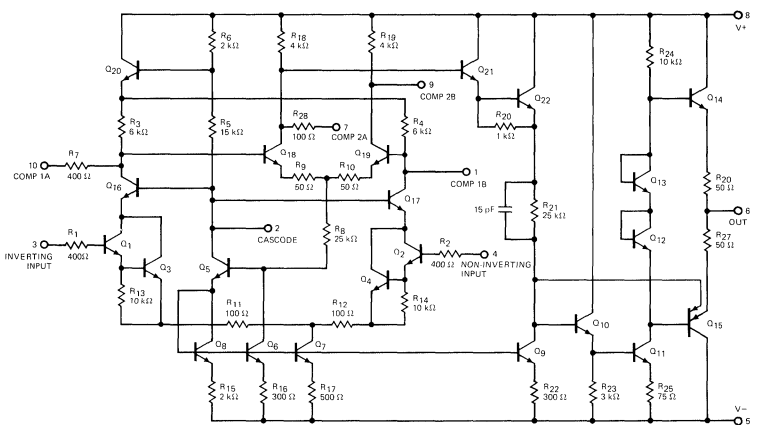 8
V+
R6
2 kΩ
R18
4 kΩ
R19
4 kΩ
R24
10 kΩ
Q20
Q21
Q22
Q14
9
COMP 2B
R20
1 kΩ
R3
6 kΩ
R5
15 kΩ
R28
100 Ω
7
COMP 2A
R4
6 kΩ
R7
400 Ω
10
COMP 1A
Q18
Q19
R9
50 Ω
R10
50 Ω
1
COMP 1B
Q13
R20
50 Ω
Q16
Q17
15 pF
R21
25 kΩ
6
OUT
R1
400Ω
3
INVERTING
INPUT
2
CASCODE
R8
25 kΩ
Q12
R27
50 Ω
Q1
Q3
Q5
Q2
Q4
R2
400 Ω
4
NON-INVERTING
INPUT
R13
10 kΩ
R14
10 kΩ
R11
100 Ω
R12
100 Ω
Q10
Q15
Q8
Q6
Q7
Q9
Q11
R15
2 kΩ
R16
300 Ω
R17
500 Ω
R22
300 Ω
R23
3 kΩ
R25
75 Ω
V−
5